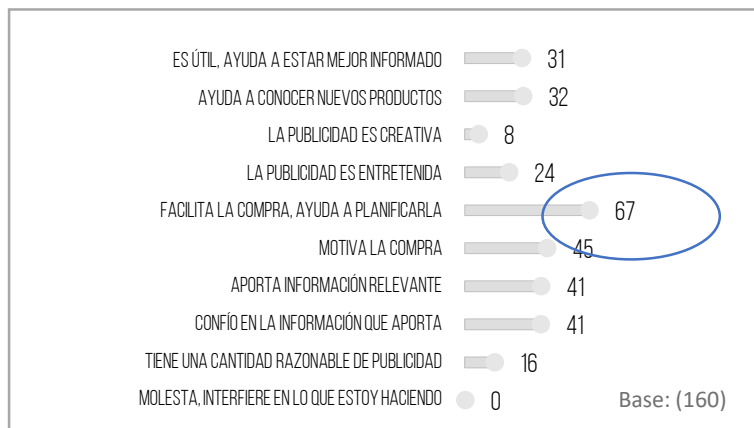 ES ÚTIL, AYUDA A ESTAR MEJOR INFORMADO 31
AYUDA A CONOCER NUEVOS PRODUCTOS 32
LA PUBLICIDAD ES CREATIVA 8
LA PUBLICIDAD ES ENTRETENIDA 24
FACILITA LA COMPRA, AYUDA A PLANIFICARLA 67
MOTIVA LA COMPRA 45
APORTA INFORMACIÓN RELEVANTE 41
CONFÍO EN LA INFORMACIÓN QUE APORTA 41
TIENE UNA CANTIDAD RAZONABLE DE PUBLICIDAD 16
MOLESTA, INTERFIERE EN LO QUE ESTOY HACIENDO 0
Base: (160)